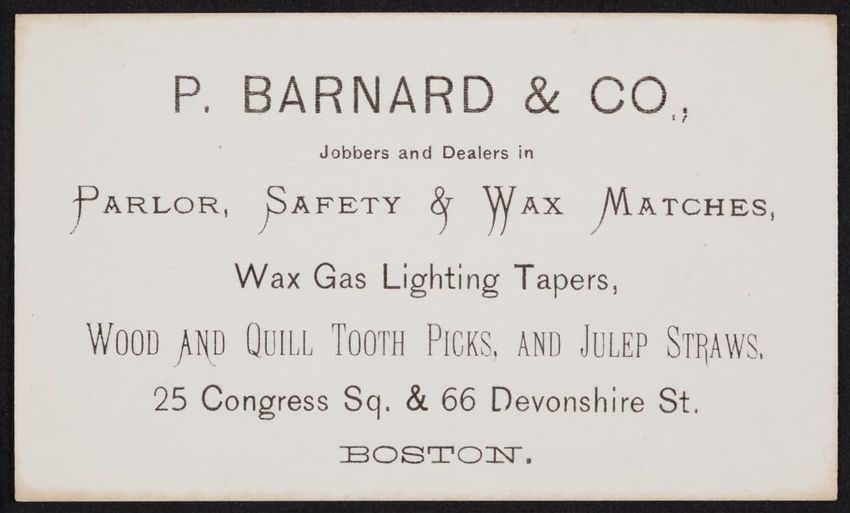 P. BARNARD & CO.,
Jobbers and Dealers in
PARLOR, SAFETY & WAX MATCHES,
Wax Gas Lighting Tapers,
WOOD AND QUILL TOOTH PICKS, AND JULEP STRAWS.
25 Congress Sq. & 66 Devonshire St.
BOSTON.